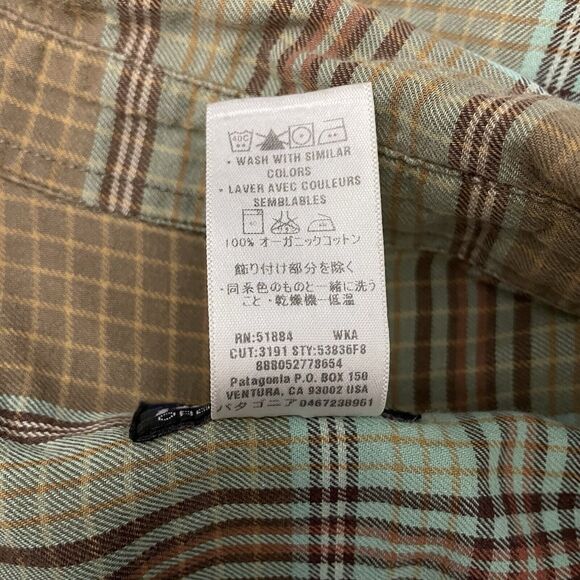 40C
• WASH WITH SIMILAR
COLORS
• LAVER AVEC COULEURS
SEMBLABLES
100% オーガニックコットン
飾り付け部分を除く
・同系色のものと一緒に洗う
こと・乾燥機一低温
RN:51884 WKA
CUT:3191 STY:53836F8
888052778654
Patagonia P.O. BOX 150
VENTURA, CA 93002 USA
パタゴニア 0467238961